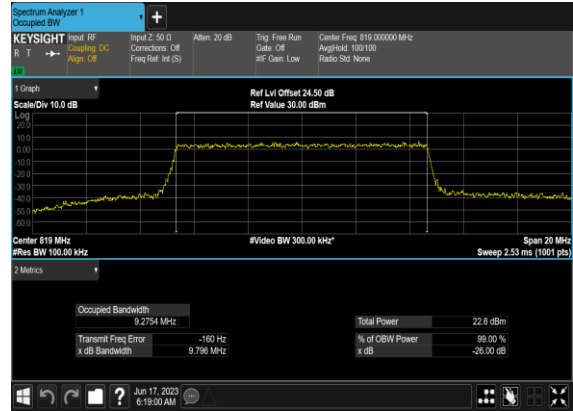 Spectrum Analyzer 1
Occupied BW
+
KEYSIGHT Input: RF Input Z: 50 Ω Atten: 20 dB Trig: Free Run Center Freq: 819.000000 MHz
R T Coupling: DC Corrections: Off Gate: Off Avg|Hold: 100/100
Align: Off Freq Ref: Int (S) #IF Gain: Low Radio Std: None
1 Graph
Ref Lvl Offset 24.50 dB
Scale/Div 10.0 dB Ref Value 30.00 dBm
Log
20.0
10.0
0.00
-10.0
-20.0
-30.0
-40.0
-50.0
-60.0
Center 819 MHz #Video BW 300.00 kHz* Span 20 MHz
#Res BW 100.00 kHz Sweep 2.53 ms (1001 pts)
2 Metrics
Occupied Bandwidth
9.2754 MHz Total Power 22.6 dBm
Transmit Freq Error -160 Hz % of OBW Power 99.00 %
x dB Bandwidth 9.796 MHz x dB -26.00 dB
? Jun 17, 2023
6:19:00 AM